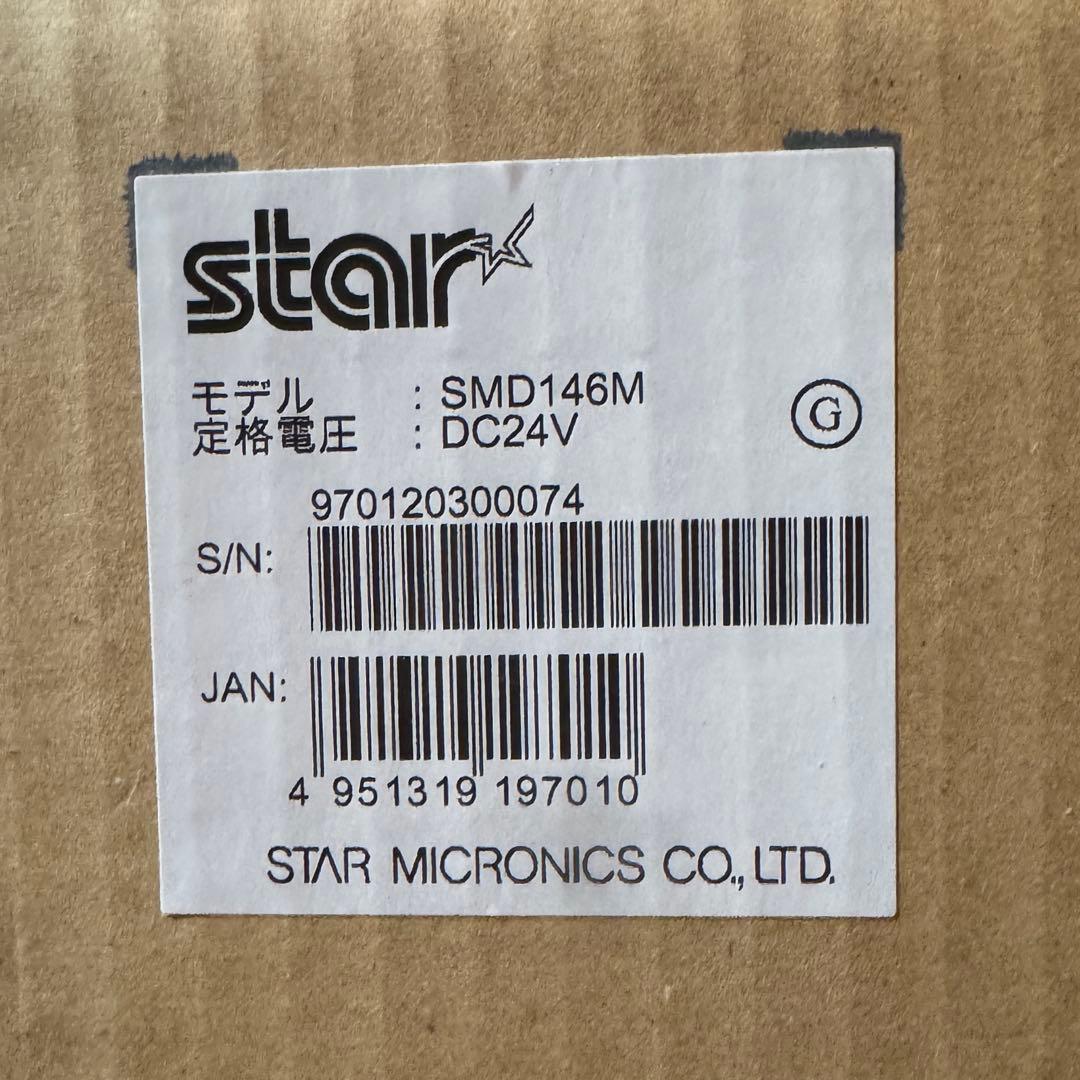 star
モデル : SMD146M
定格電圧 : DC24V
G
970120300074
S/N:
JAN:
4 951319 197010
STAR MICRONICS CO.,LTD.